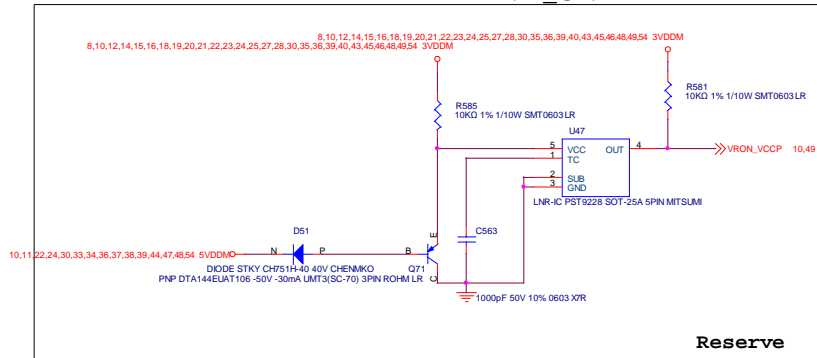 8,10,12,14,15,16,18,19,20,21,22,23,24,25,27,28,30,35,36,39,40,43,45,46,48,49,54 3VDDM
8,10,12,14,15,16,18,19,20,21,22,23,24,25,27,28,30,35,36,39,40,43,45,46,48,49,54 3VDDM
R581
10KΩ 1% 1/10W SMT0603 LR
R585
10KΩ 1% 1/10W SMT0603 LR
U47
5 VCC OUT 4
1 TC
2 SUB
3 GND
VRON_VCCP 10,49
LNR-IC PST9228 SOT-25A 5PIN MITSUMI
D51
E
C563
10,11,22,24,30,33,34,36,37,38,39,44,47,48,54 5VDDM
N P B
Q71
C
DIODE STKY CH751H-40 40V CHENMKO
PNP DTA144EUAT106 -50V -30mA UMT3(SC-70) 3PIN ROHM LR
1000pF 50V 10% 0603 X7R
Reserve